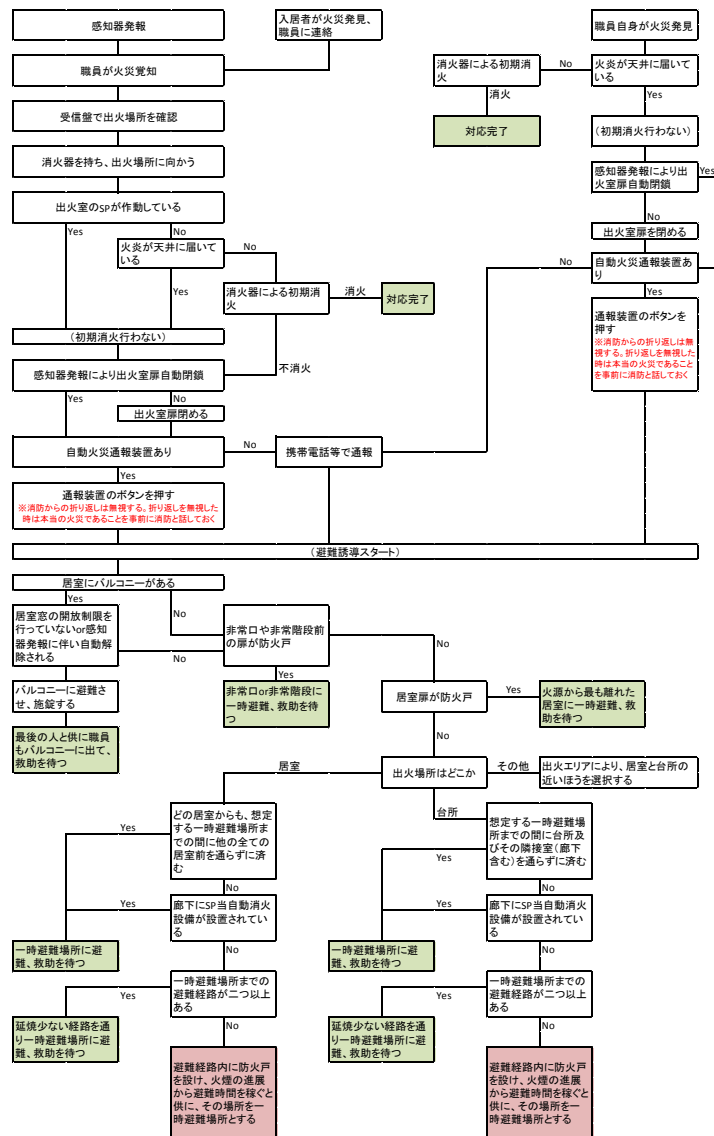 感知器発報
入居者が火災発見、
職員に連絡
職員自身が火災発見
職員が火災覚知
消火器による初期消
火
No
火炎が天井に届いて
いる
消火
Yes
受信盤で出火場所を確認
対応完了
(初期消火行わない)
消火器を持ち、出火場所に向かう
感知器発報により出
火室扉自動閉鎖
Yes
出火室のSPが作動している
No
Yes
No
出火室扉を閉める
火炎が天井に届いて
いる
No
No
自動火災通報装置あ
り
Yes
消火器による初期消
火
消火
対応完了
Yes
通報装置のボタンを
押す
※消防からの折り返しは無
視する。折り返しを無視した
時は本当の火災であること
を事前に消防と話しておく
(初期消火行わない)
不消火
感知器発報により出火室扉自動閉鎖
Yes
No
出火室扉閉める
自動火災通報装置あり
No
携帯電話等で通報
Yes
通報装置のボタンを押す
※消防からの折り返しは無視する。折り返しを無視した
時は本当の火災であることを事前に消防と話しておく
(避難誘導スタート)
居室にバルコニーがある
Yes
No
居室窓の開放制限を
行っていないor感知
器発報に伴い自動解
除される
No
非常口や非常階段前
の扉が防火戸
No
Yes
バルコニーに避難さ
せ、施錠する
非常口or非常階段に
一時避難、救助を待
つ
居室扉が防火戸
Yes
火源から最も離れた
居室に一時避難、救
助を待つ
最後の人と供に職員
もバルコニーに出て、
救助を待つ
No
居室
出火場所はどこか
その他
出火エリアにより、居室と台所の
近いほうを選択する
台所
どの居室からも、想定
する一時避難場所ま
での間に他の全ての
居室前を通らずに済
む
Yes
想定する一時避難場
所までの間に台所及
びその隣接室(廊下
含む)を通らずに済む
Yes
No
No
Yes
廊下にSP当自動消火
設備が設置されてい
る
Yes
廊下にSP当自動消火
設備が設置されてい
る
一時避難場所に避
難、救助を待つ
No
一時避難場所に避
難、救助を待つ
No
Yes
一時避難場所までの
避難経路が二つ以上
ある
Yes
一時避難場所までの
避難経路が二つ以上
ある
延焼少ない経路を通
り一時避難場所に避
難、救助を待つ
No
延焼少ない経路を通
り一時避難場所に避
難、救助を待つ
No
避難経路内に防火戸
を設け、火煙の進展
から避難時間を稼ぐと
供に、その場所を一
時避難場所とする
避難経路内に防火戸
を設け、火煙の進展
から避難時間を稼ぐと
供に、その場所を一
時避難場所とする